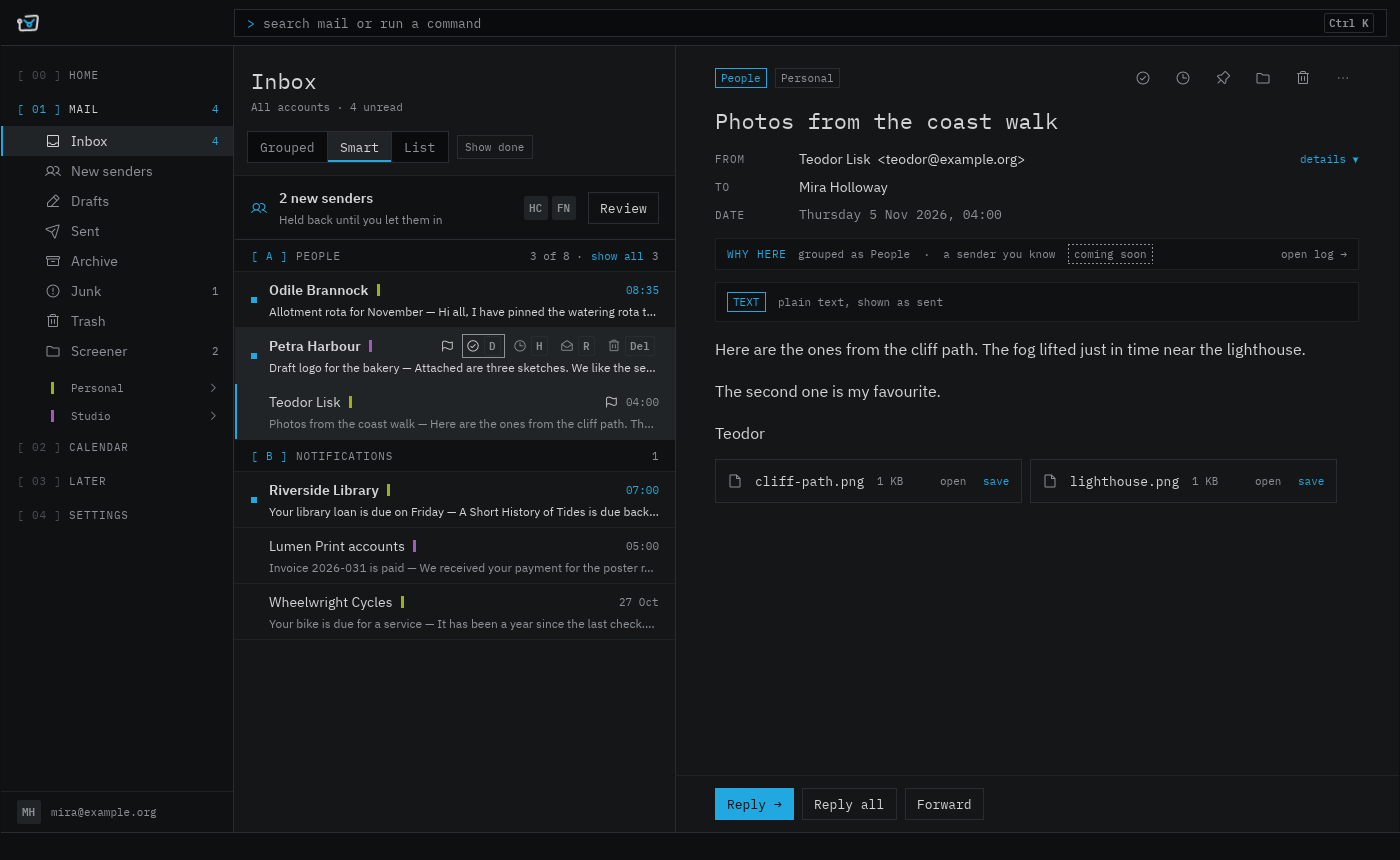 > search mail or run a command Ctrl K
[ 00 ] HOME
[ 01 ] MAIL 4
Inbox 4
New senders
Drafts
Sent
Archive
Junk 1
Trash
Screener 2
Personal
Studio
[ 02 ] CALENDAR
[ 03 ] LATER
[ 04 ] SETTINGS
MH mira@example.org
Inbox
All accounts · 4 unread
Grouped Smart List Show done
2 new senders
Held back until you let them in
HC FN Review
[ A ] PEOPLE 3 of 8 · show all 3
Odile Brannock 08:35
Allotment rota for November — Hi all, I have pinned the watering rota t…
Petra Harbour D H R Del
Draft logo for the bakery — Attached are three sketches. We like the se…
Teodor Lisk 04:00
Photos from the coast walk — Here are the ones from the cliff path. Th…
[ B ] NOTIFICATIONS 1
Riverside Library 07:00
Your library loan is due on Friday — A Short History of Tides is due back…
Lumen Print accounts 05:00
Invoice 2026-031 is paid — We received your payment for the poster r…
Wheelwright Cycles 27 Oct
Your bike is due for a service — It has been a year since the last check.…
People Personal
Photos from the coast walk
FROM Teodor Lisk <teodor@example.org> details ▾
TO Mira Holloway
DATE Thursday 5 Nov 2026, 04:00
WHY HERE grouped as People · a sender you know coming soon open log →
TEXT plain text, shown as sent
Here are the ones from the cliff path. The fog lifted just in time near the lighthouse.
The second one is my favourite.
Teodor
cliff-path.png 1 KB open save
lighthouse.png 1 KB open save
Reply → Reply all Forward